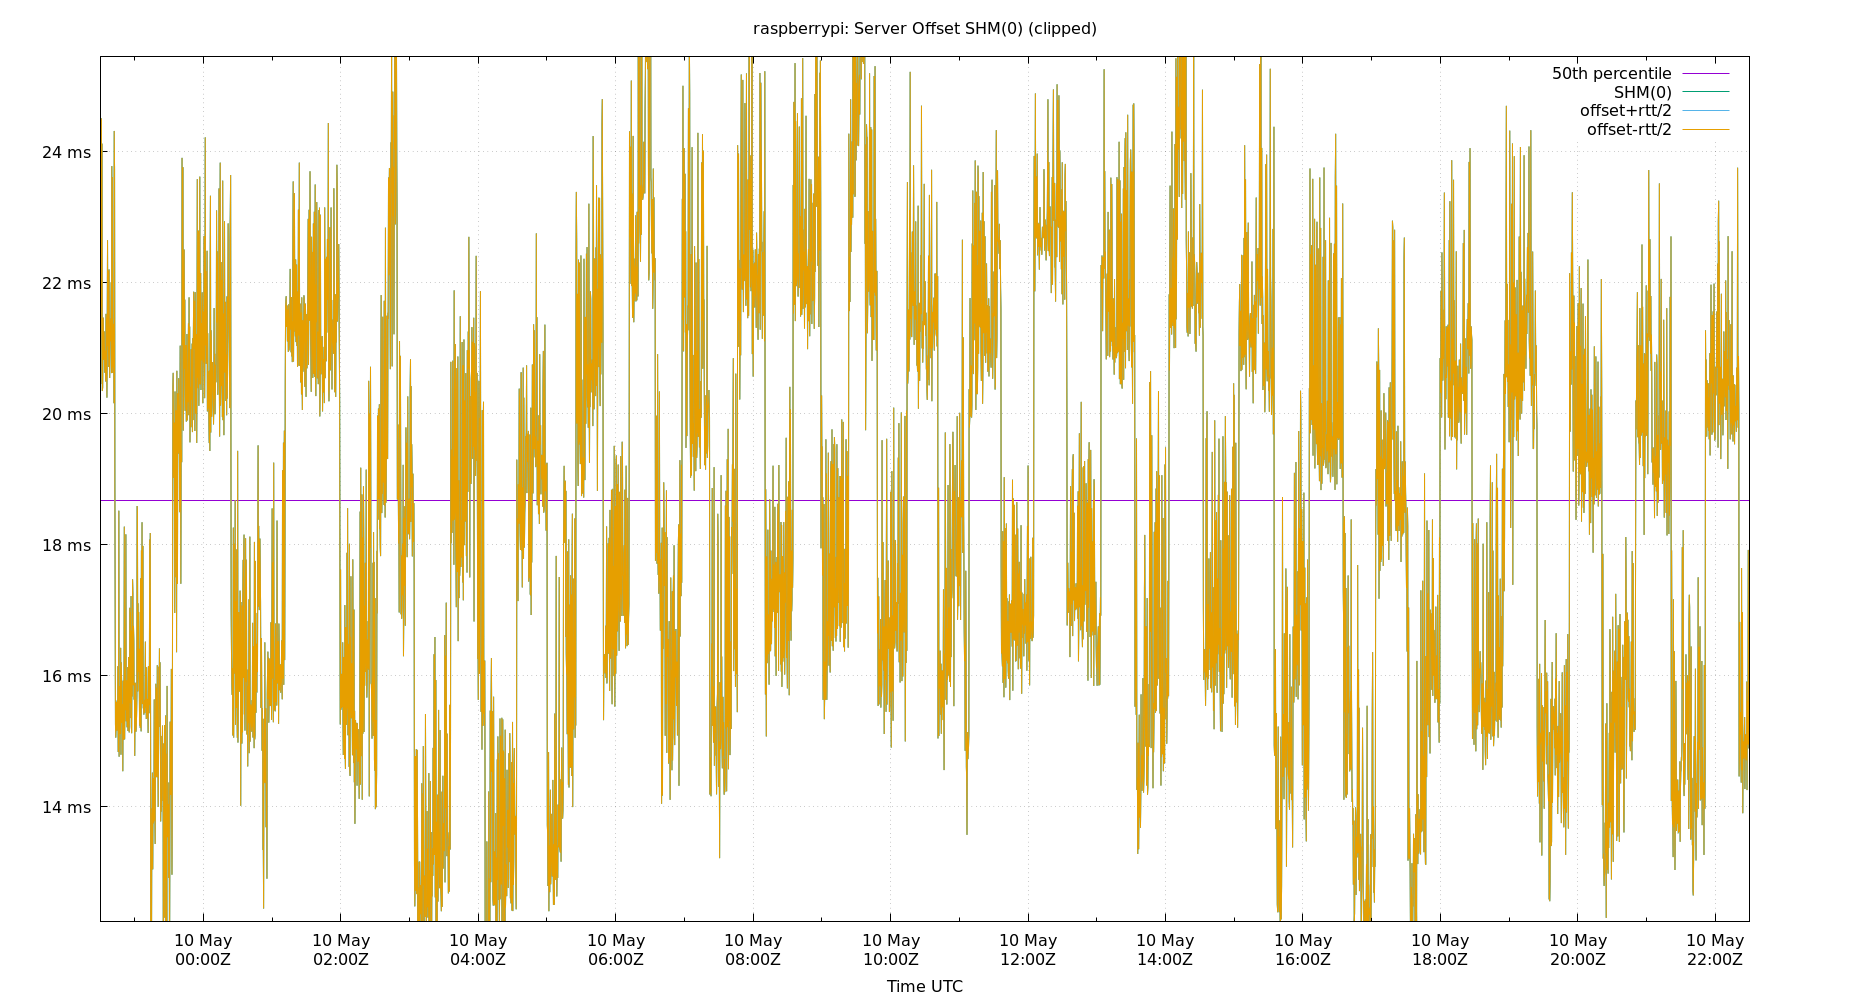 raspberrypi: Server Offset SHM(0) (clipped)
50th percentile
SHM(0)
offset+rtt/2
offset-rtt/2
24 ms
22 ms
20 ms
18 ms
16 ms
14 ms
10 May 10 May 10 May 10 May 10 May 10 May 10 May 10 May 10 May 10 May 10 May 10 May
00:00Z 02:00Z 04:00Z 06:00Z 08:00Z 10:00Z 12:00Z 14:00Z 16:00Z 18:00Z 20:00Z 22:00Z
Time UTC